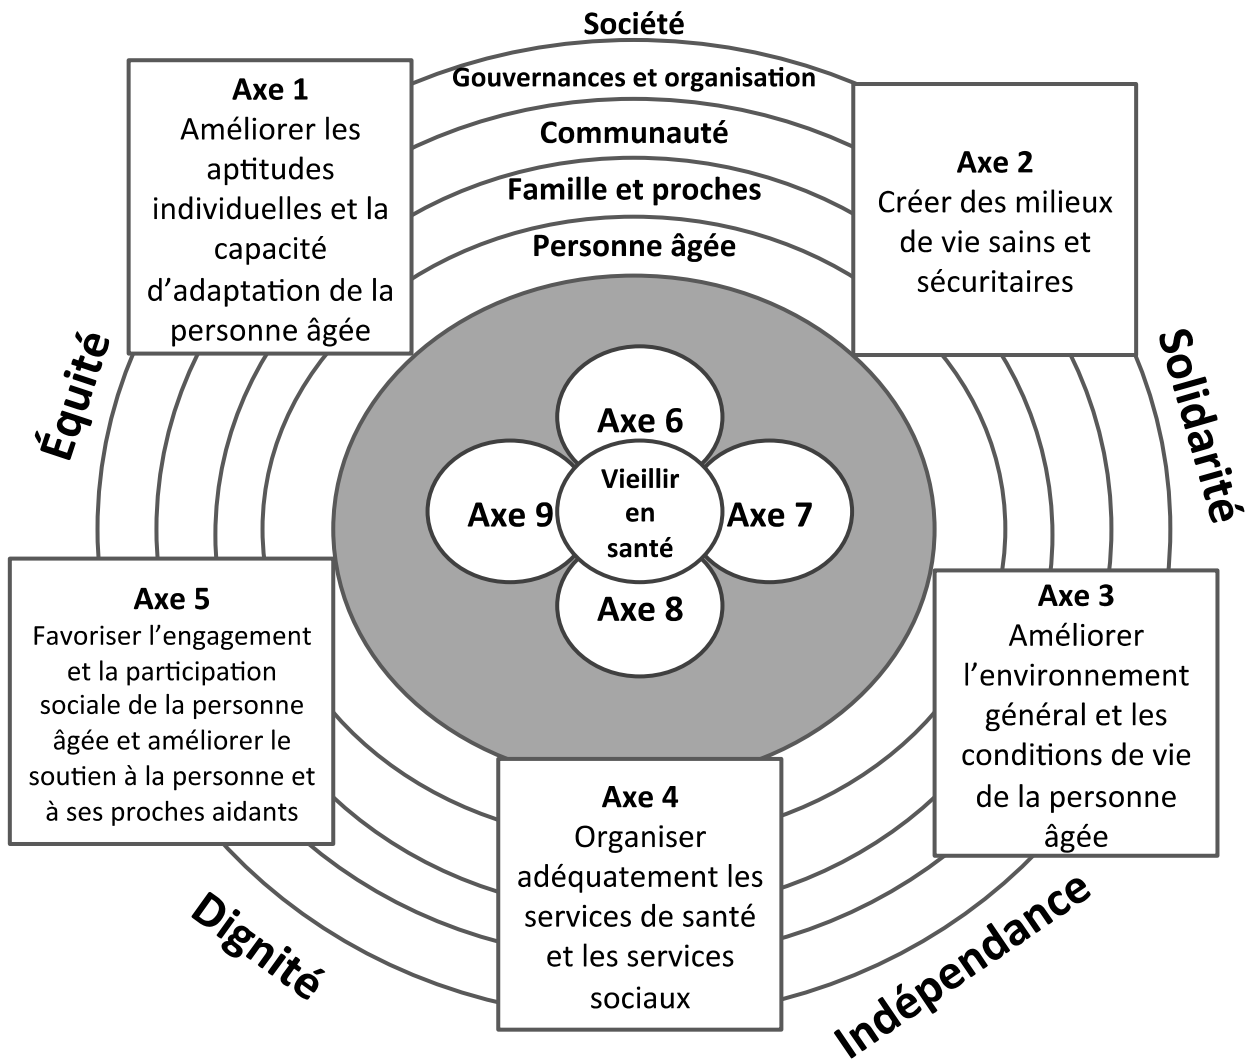 Société
Gouvernances et organisation
Communauté
Famille et proches
Personne âgée
Axe 1
Améliorer les
aptitudes
individuelles et la
capacité
d’adaptation de la
personne âgée
Axe 2
Créer des milieux
de vie sains et
sécuritaires
Équité
Solidarité
Axe 6
Axe 9
Vieillir
en
santé
Axe 7
Axe 8
Axe 5
Favoriser l’engagement
et la participation
sociale de la personne
âgée et améliorer le
soutien à la personne et
à ses proches aidants
Axe 3
Améliorer
l’environnement
général et les
conditions de vie
de la personne
âgée
Axe 4
Organiser
adéquatement les
services de santé
et les services
sociaux
Dignité
Indépendance